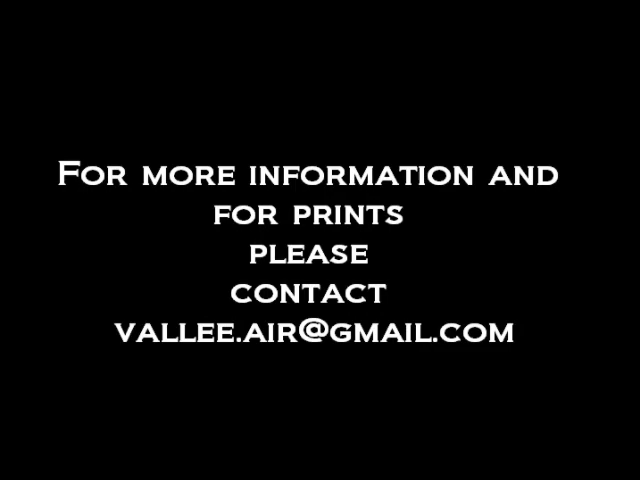 For more information and
for prints
please
contact
vallee.air@gmail.com